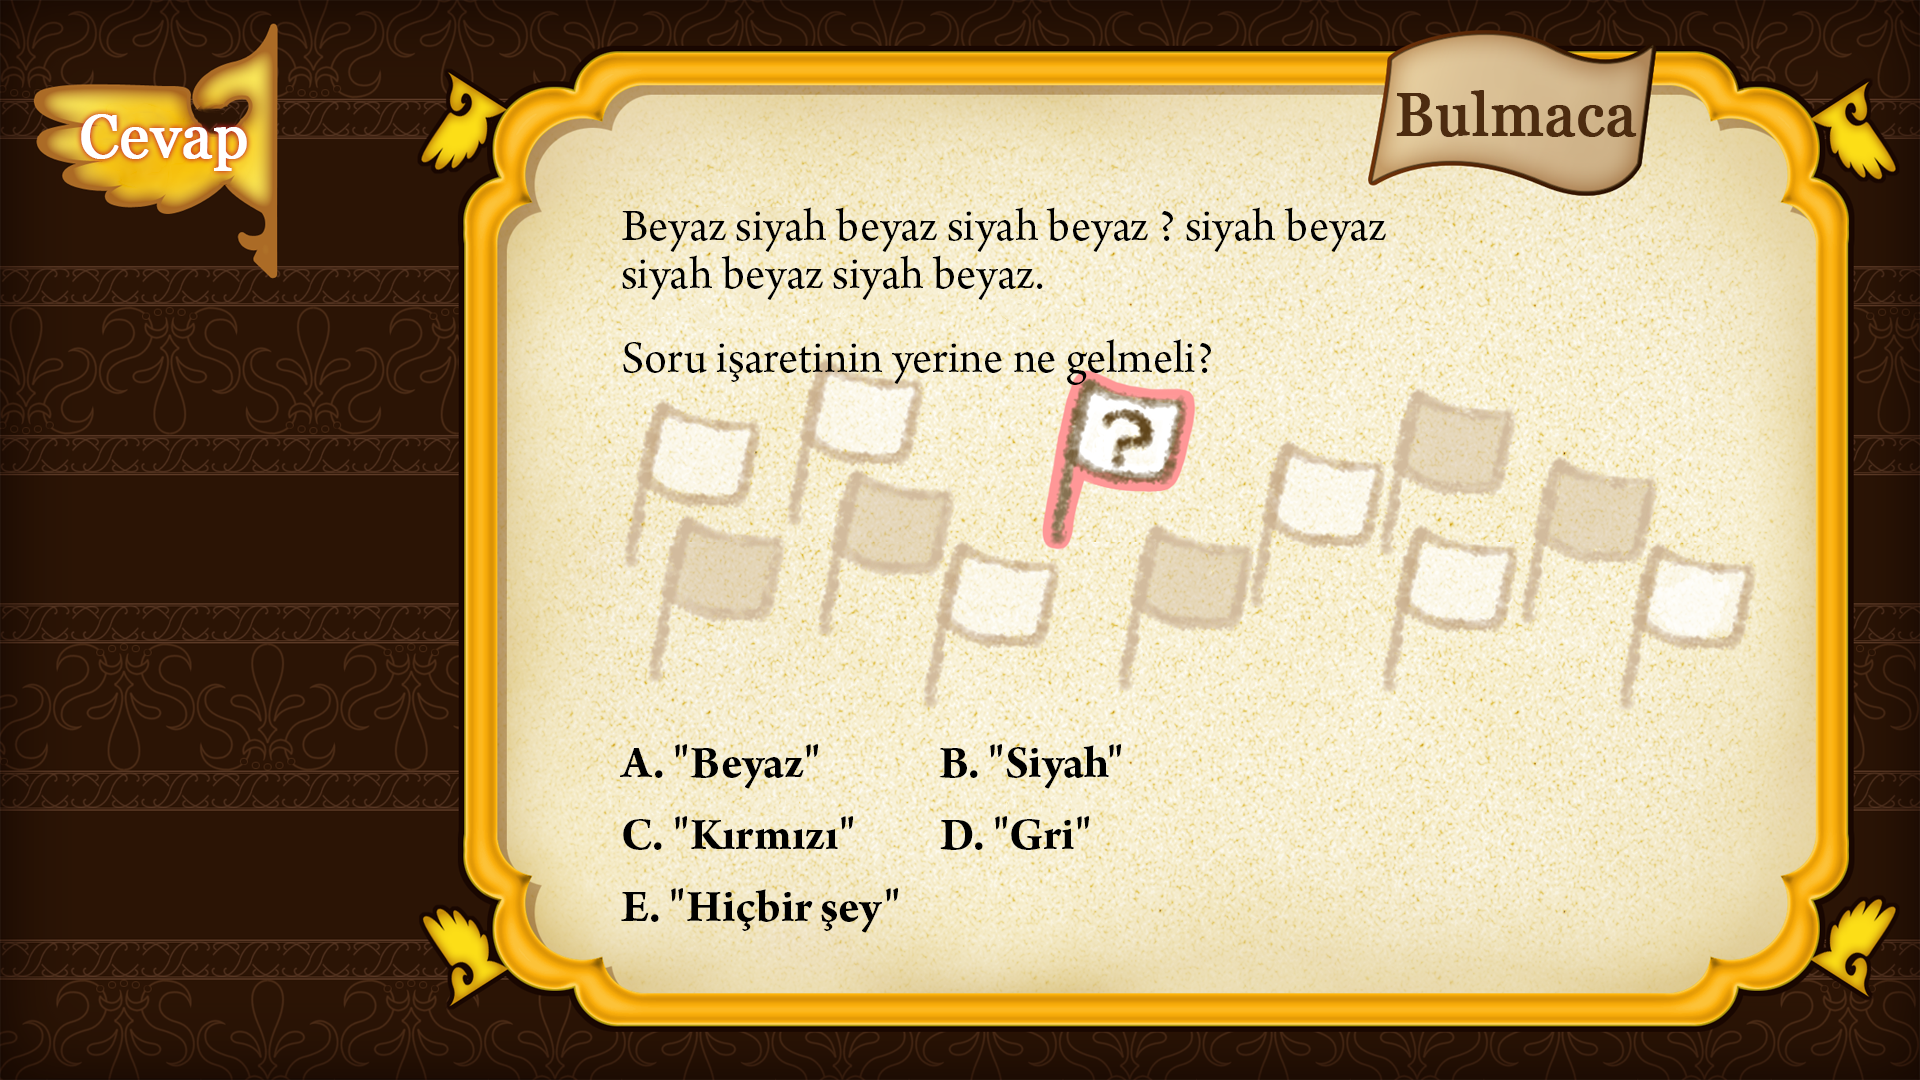 Cevap
Bulmaca
Beyaz siyah beyaz siyah beyaz ? siyah beyaz
siyah beyaz siyah beyaz.
Soru işaretinin yerine ne gelmeli?
?
A. "Beyaz" B. "Siyah"
C. "Kırmızı" D. "Gri"
E. "Hiçbir şey"